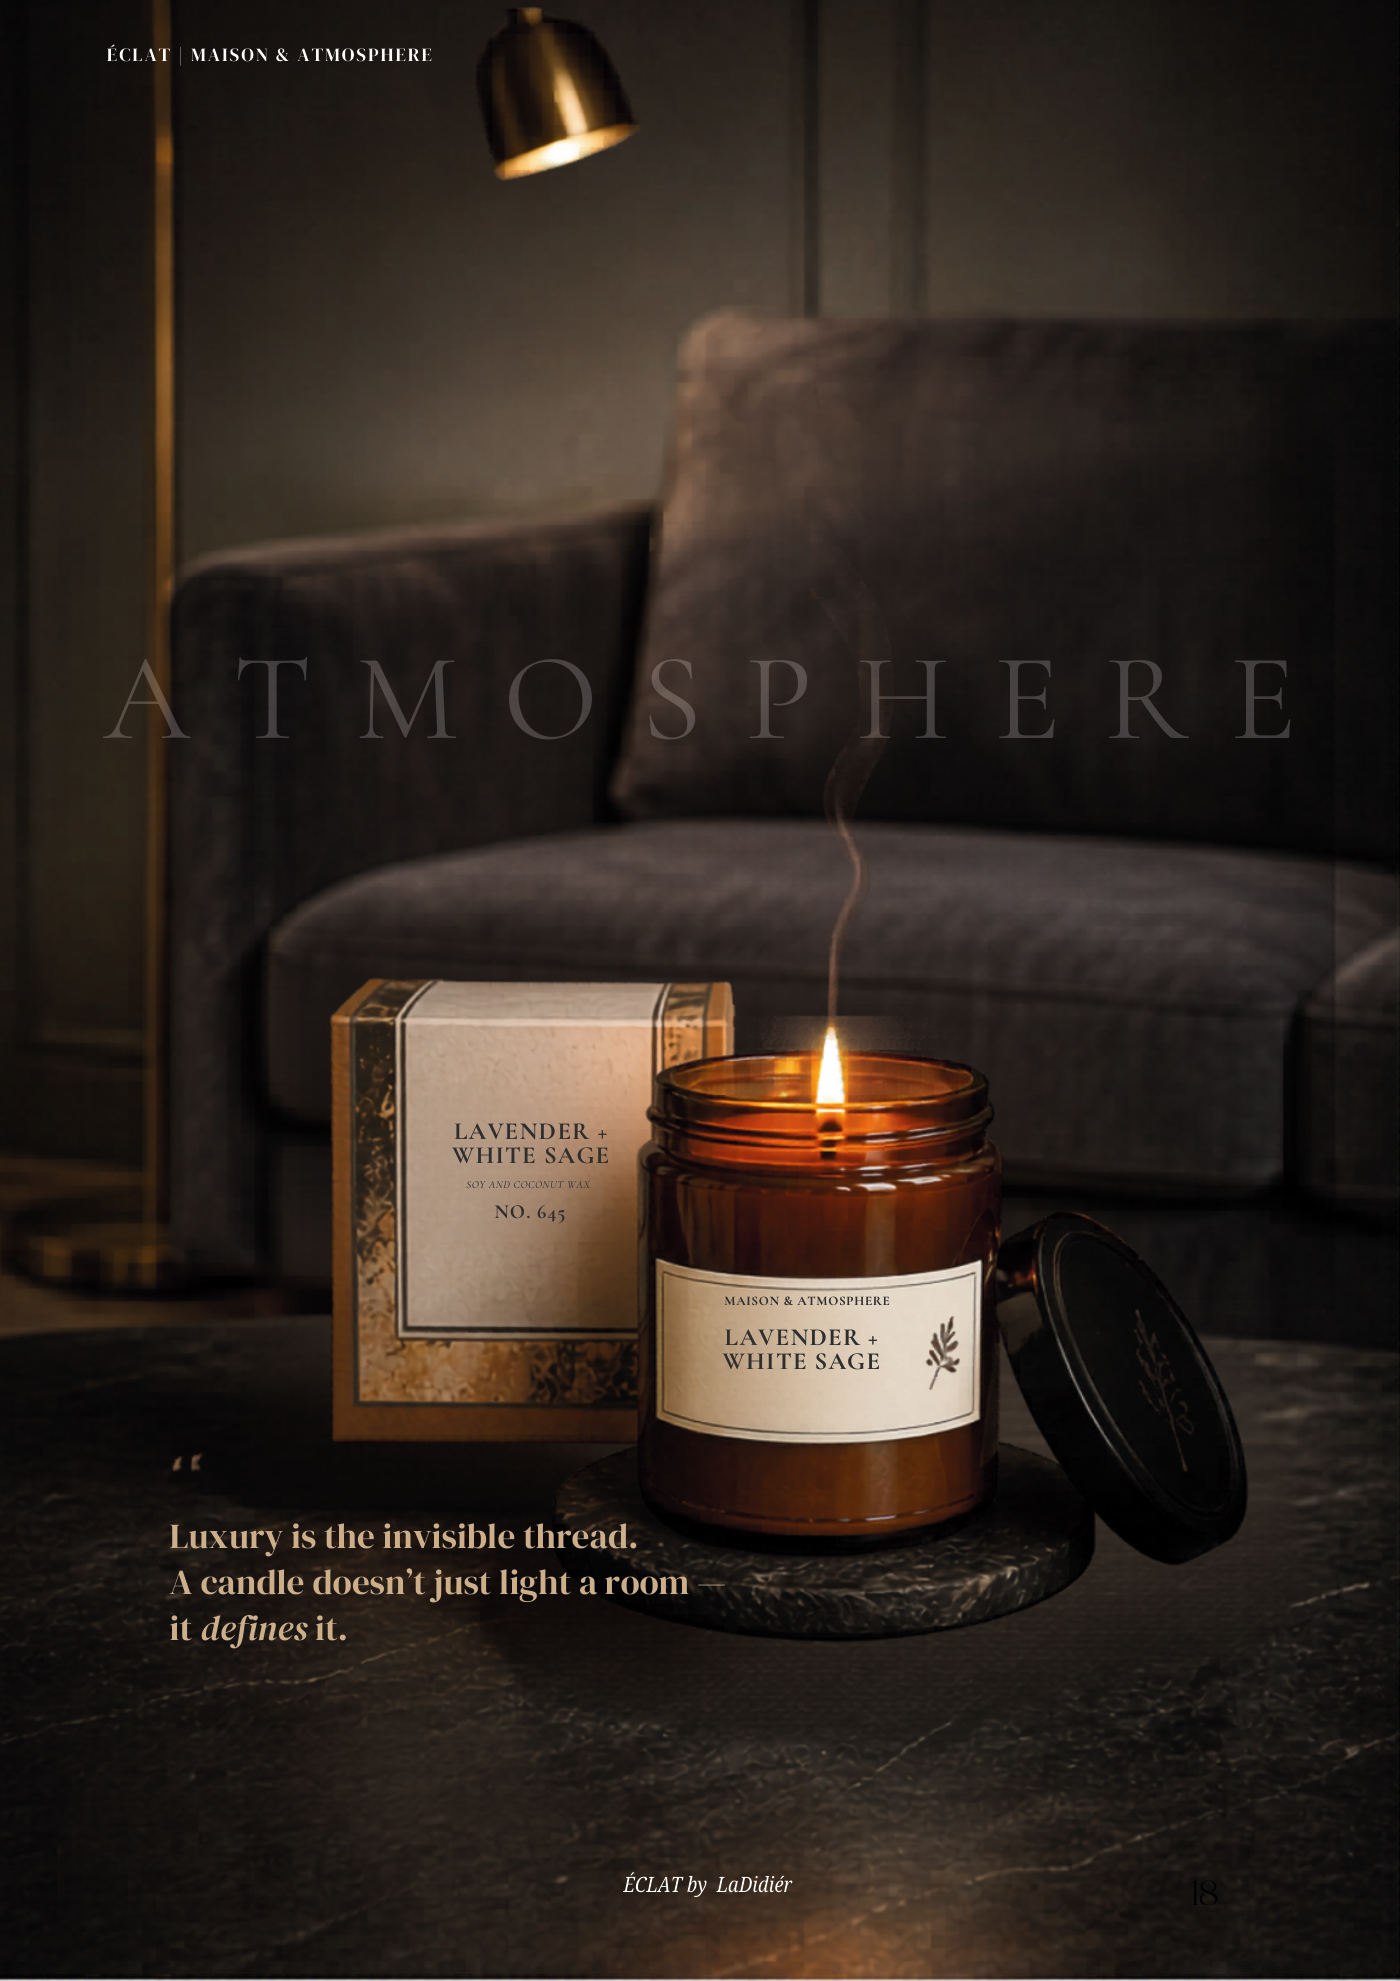 ÉCLAT | MAISON & ATMOSPHERE
ATMOSPHERE
LAVENDER +
WHITE SAGE
SOY AND COCONUT WAX
NO. 645
MAISON & ATMOSPHERE
LAVENDER +
WHITE SAGE
“
Luxury is the invisible thread.
A candle doesn’t just light a room —
it defines it.
ÉCLAT by LaDidiér
18